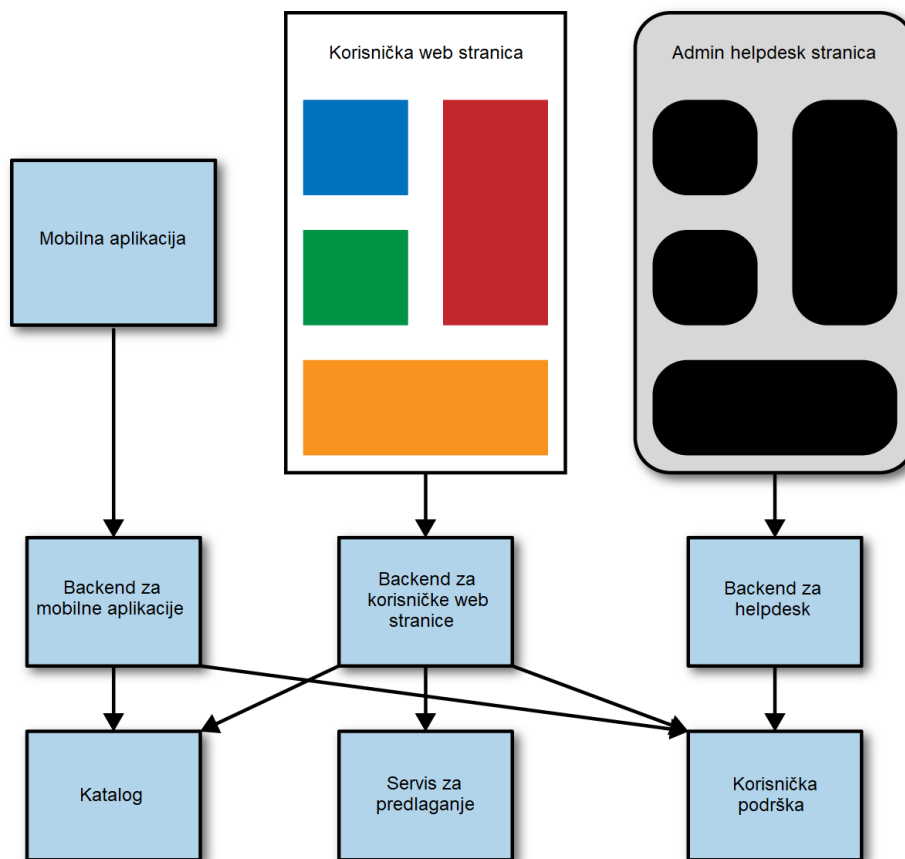 Korisnička web stranica
Admin helpdesk stranica
Mobilna aplikacija
Backend za
mobilne aplikacije
Backend za
korisničke web
stranice
Backend za
helpdesk
Katalog
Servis za
predlaganje
Korisnička
podrška